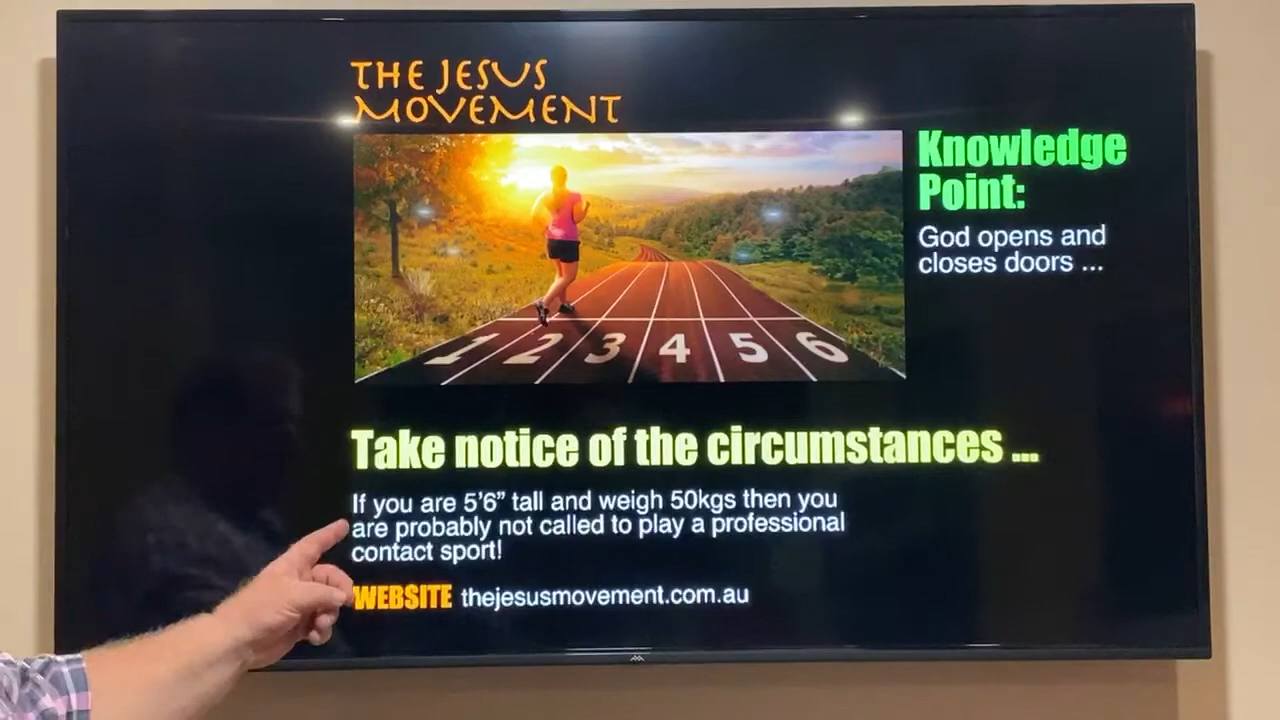 THE JESUS
MOVEMENT
Knowledge
Point:
God opens and
closes doors ...
1 2 3 4 5 6
Take notice of the circumstances ...
If you are 5’6” tall and weigh 50kgs then you
are probably not called to play a professional
contact sport!
WEBSITE thejesusmovement.com.au